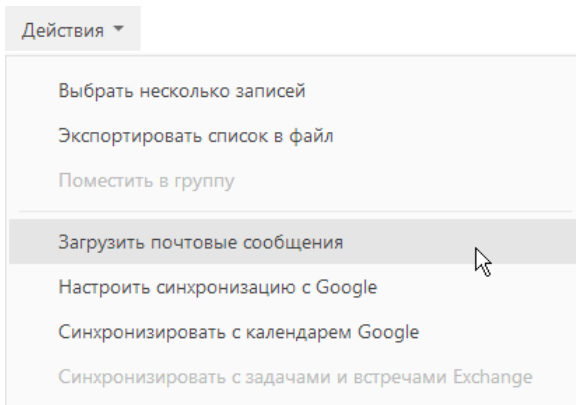 Действия
Выбрать несколько записей
Экспортировать список в файл
Поместить в группу
Загрузить почтовые сообщения
Настроить синхронизацию с Google
Синхронизировать с календарем Google
Синхронизировать с задачами и встречами Exchange